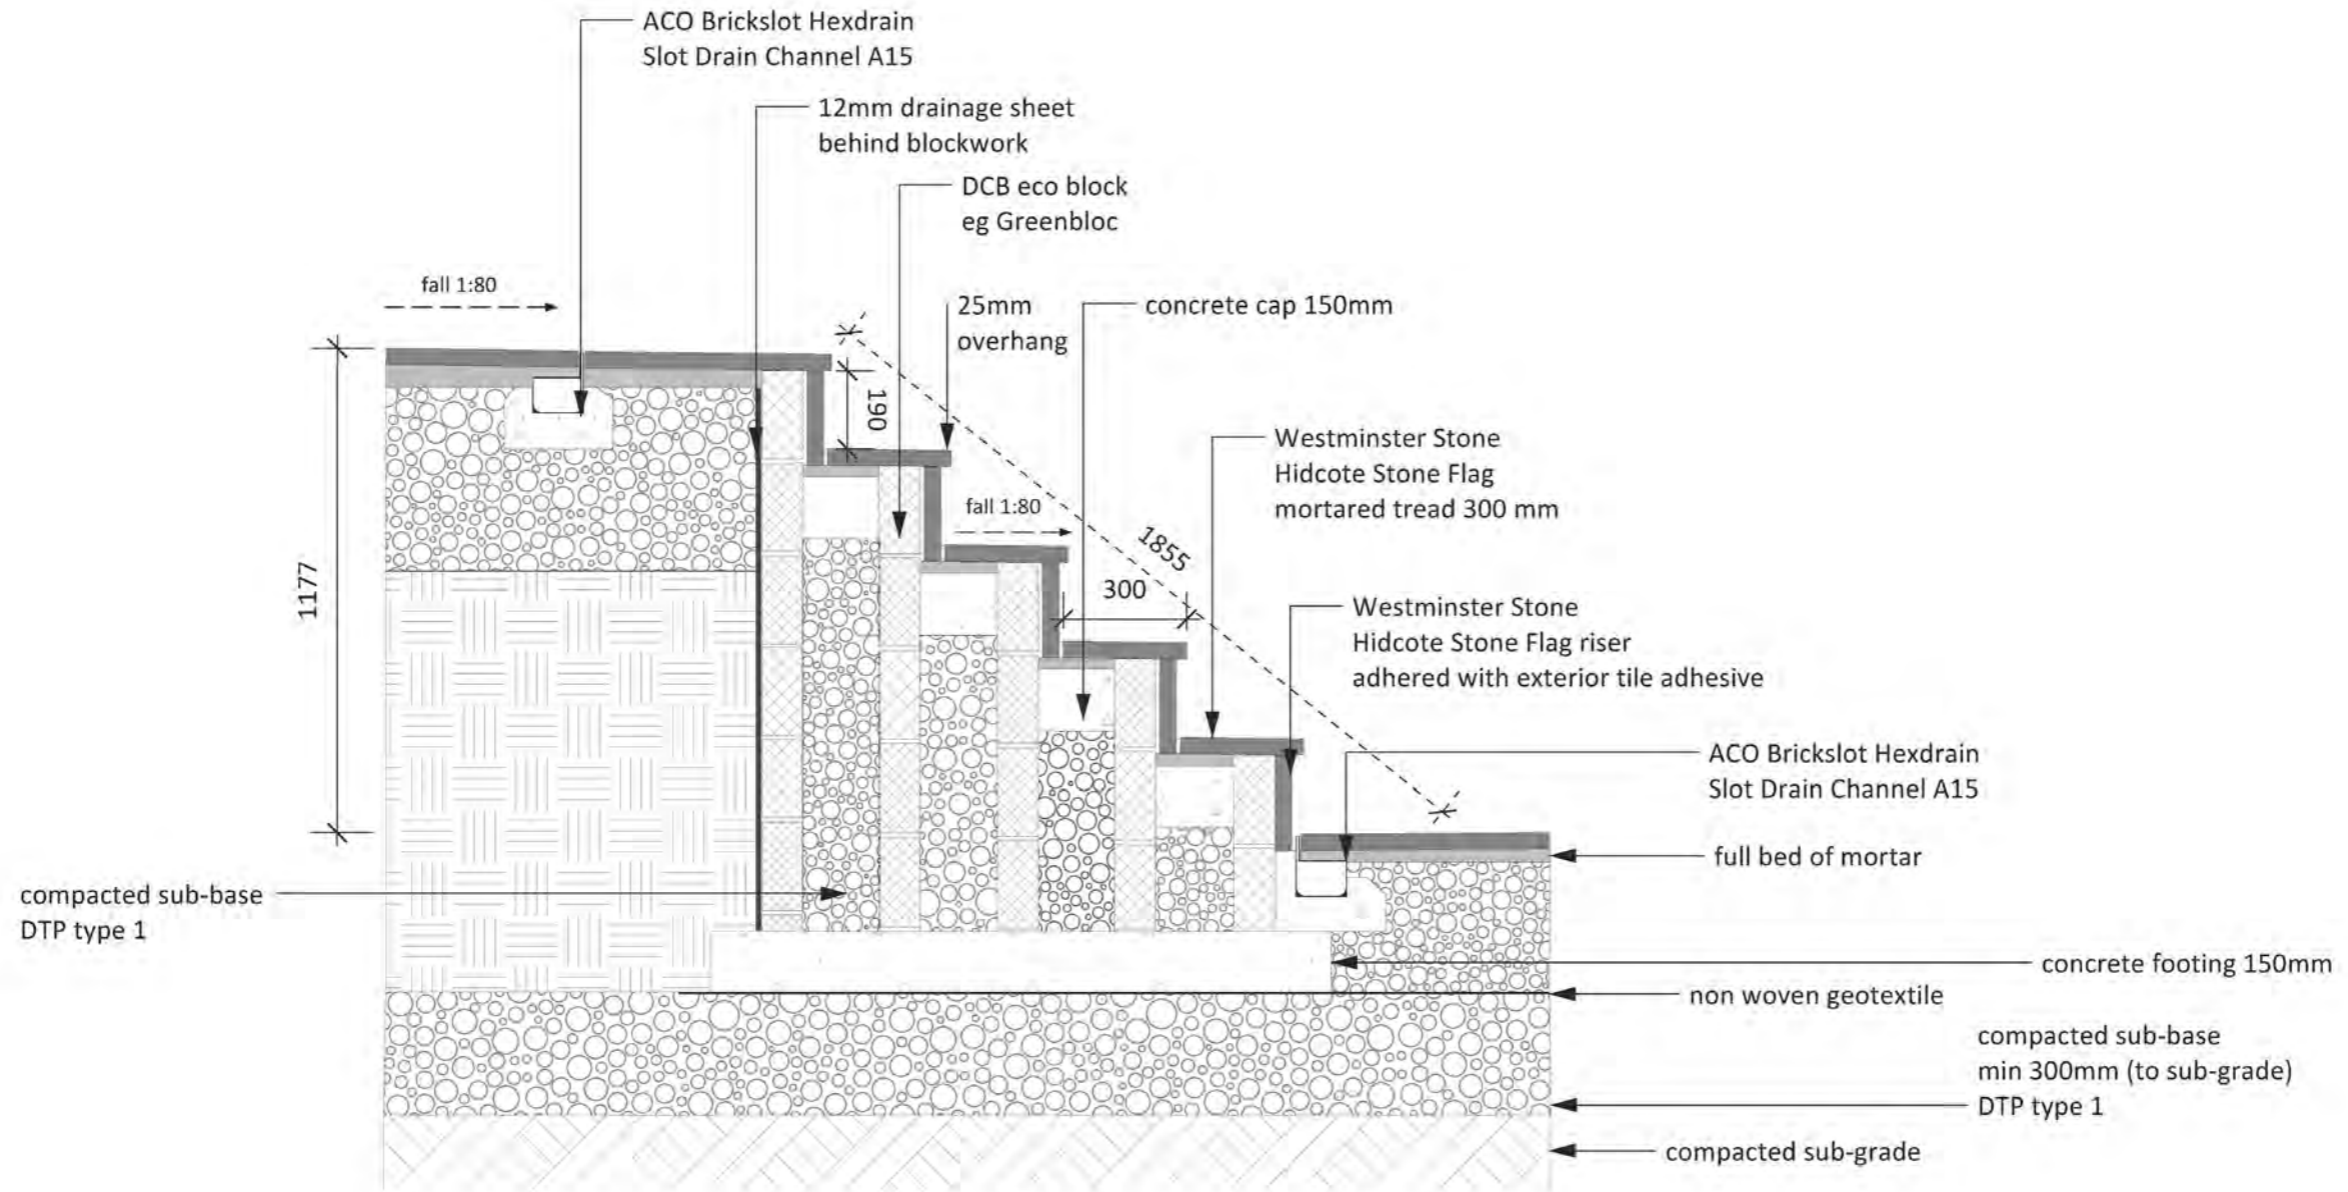 ACO Brickslot Hexdrain
Slot Drain Channel A15
12mm drainage sheet
behind blockwork
DCB eco block
eg Greenbloc
fall 1:80
25mm
overhang
concrete cap 150mm
190
Westminster Stone
Hidcote Stone Flag
mortared tread 300 mm
fall 1:80
1855
300
1177
Westminster Stone
Hidcote Stone Flag riser
adhered with exterior tile adhesive
ACO Brickslot Hexdrain
Slot Drain Channel A15
full bed of mortar
compacted sub-base
DTP type 1
concrete footing 150mm
non woven geotextile
compacted sub-base
min 300mm (to sub-grade)
DTP type 1
compacted sub-grade